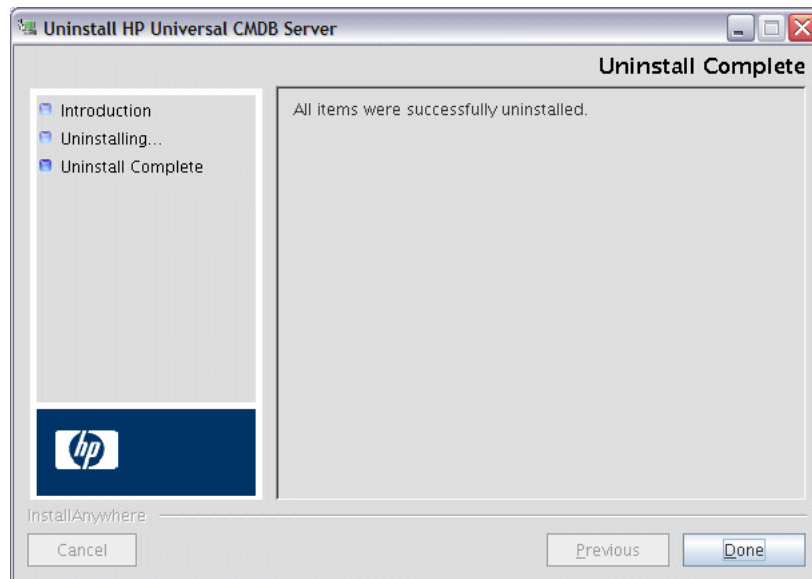 Uninstall HP Universal CMDB Server
Uninstall Complete
Introduction
Uninstalling...
Uninstall Complete
All items were successfully uninstalled.
hp
InstallAnywhere
Cancel
Previous
Done